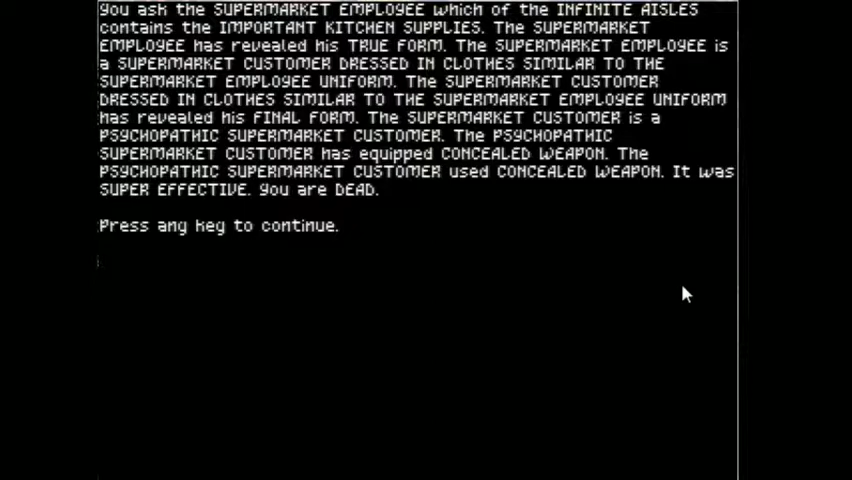 You ask the SUPERMARKET EMPLOYEE which of the INFINITE AISLES
contains the IMPORTANT KITCHEN SUPPLIES. The SUPERMARKET
EMPLOYEE has revealed his TRUE FORM. The SUPERMARKET EMPLOYEE is
a SUPERMARKET CUSTOMER DRESSED IN CLOTHES SIMILAR TO THE
SUPERMARKET EMPLOYEE UNIFORM. The SUPERMARKET CUSTOMER
DRESSED IN CLOTHES SIMILAR TO THE SUPERMARKET EMPLOYEE UNIFORM
has revealed his FINAL FORM. The SUPERMARKET CUSTOMER is a
PSYCHOPATHIC SUPERMARKET CUSTOMER. The PSYCHOPATHIC
SUPERMARKET CUSTOMER has equipped CONCEALED WEAPON. The
PSYCHOPATHIC SUPERMARKET CUSTOMER used CONCEALED WEAPON. It was
SUPER EFFECTIVE. You are DEAD.
Press any key to continue.